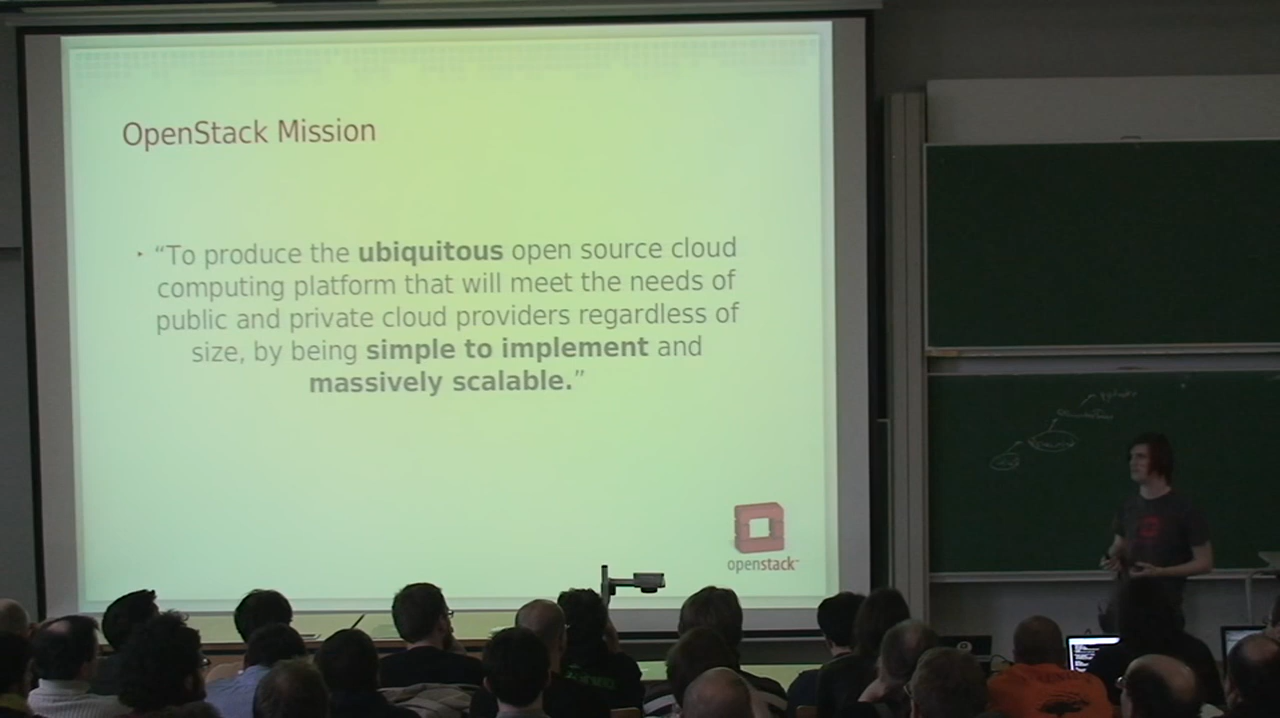 OpenStack Mission
• “To produce the ubiquitous open source cloud
computing platform that will meet the needs of
public and private cloud providers regardless of
size, by being simple to implement and
massively scalable.”
openstack™